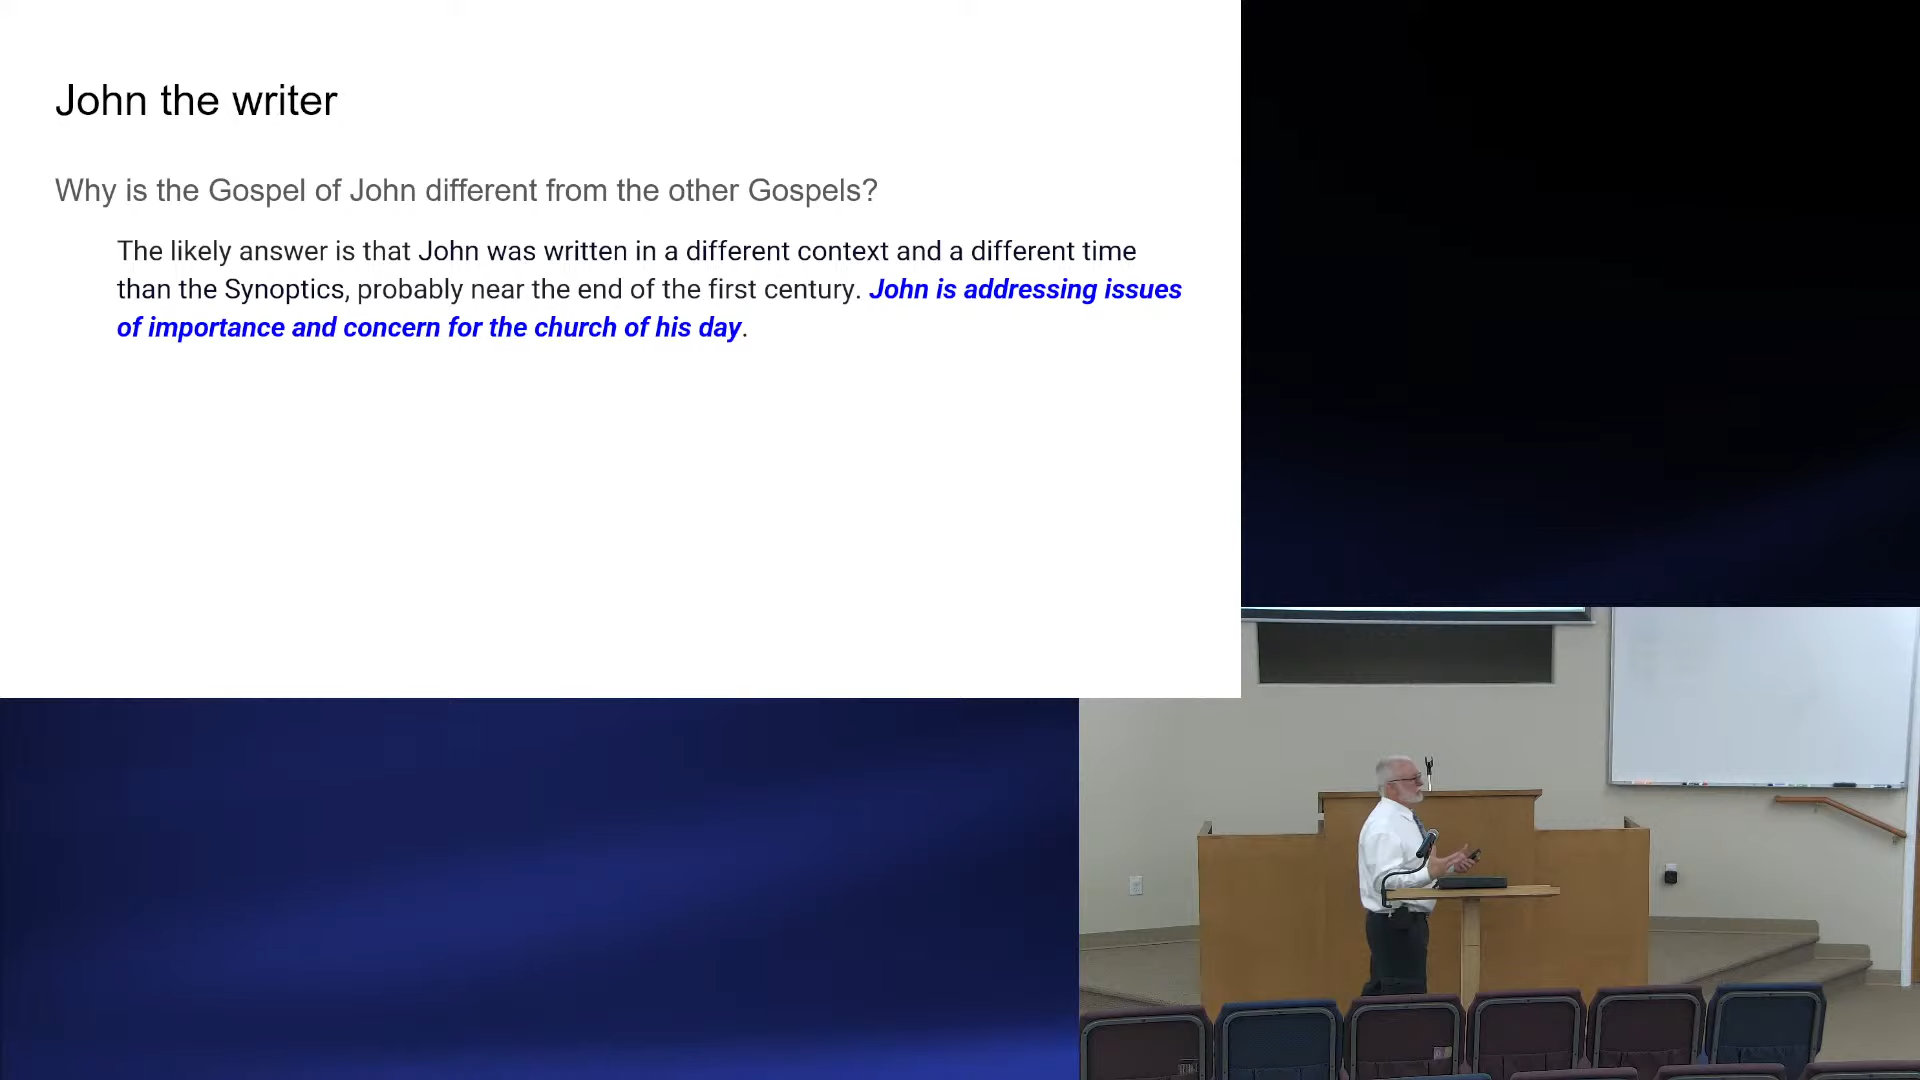 John the writer
Why is the Gospel of John different from the other Gospels?
The likely answer is that John was written in a different context and a different time
than the Synoptics, probably near the end of the first century. John is addressing issues
of importance and concern for the church of his day.